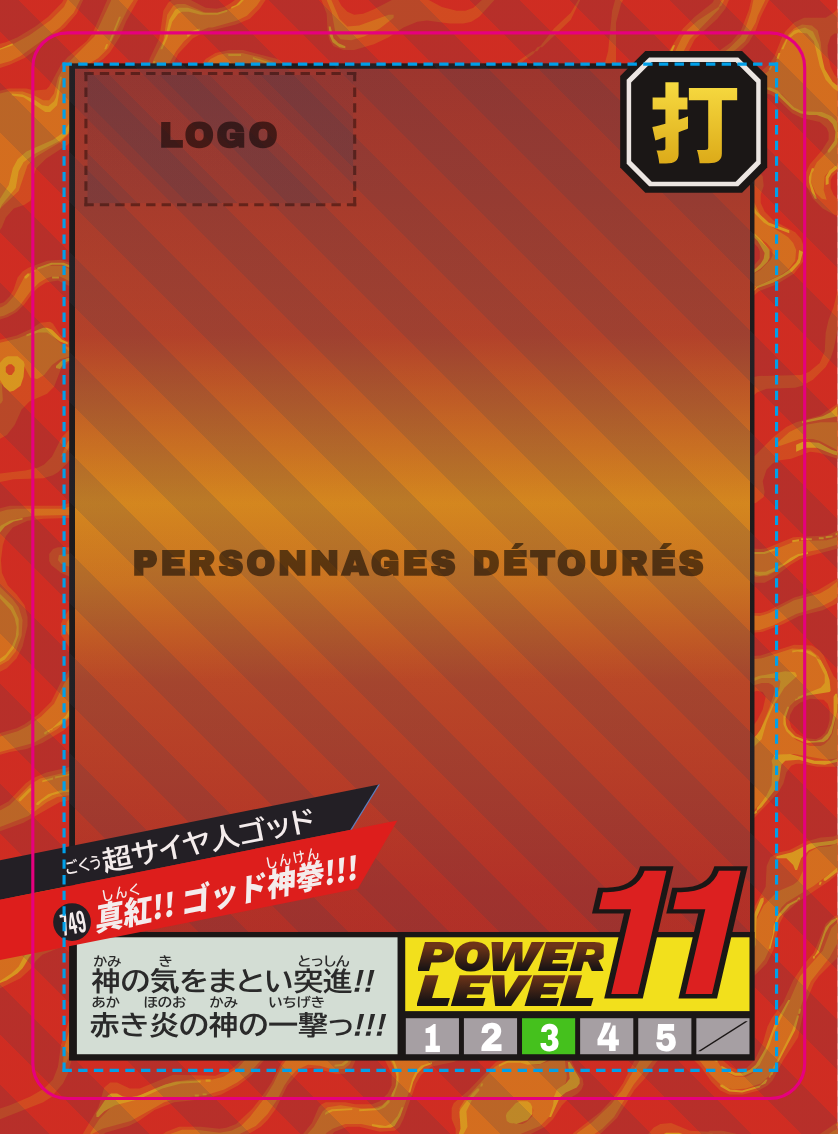 LOGO
打
PERSONNAGES DÉTOURÉS
ごくう超サイヤ人ゴッド
しんく しんけん
749 真紅!! ゴッド神拳!!!
かみ き とっしん
神の気をまとい突進!!
あか ほのお かみ いちげき
赤き炎の神の一撃っ!!!
POWER
LEVEL
11
1 2 3 4 5